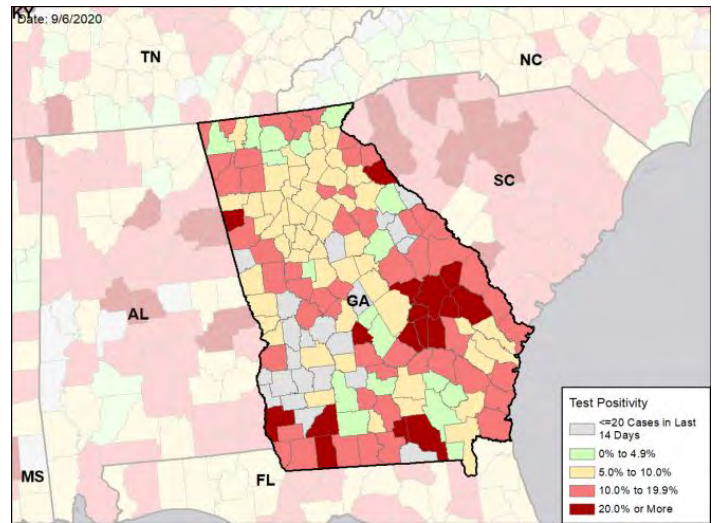 KY
Date: 9/6/2020
TN
NC
SC
AL
GA
MS
FL
Test Positivity
<=20 Cases in Last
14 Days
0% to 4.9%
5.0% to 10.0%
10.0% to 19.9%
20.0% or More